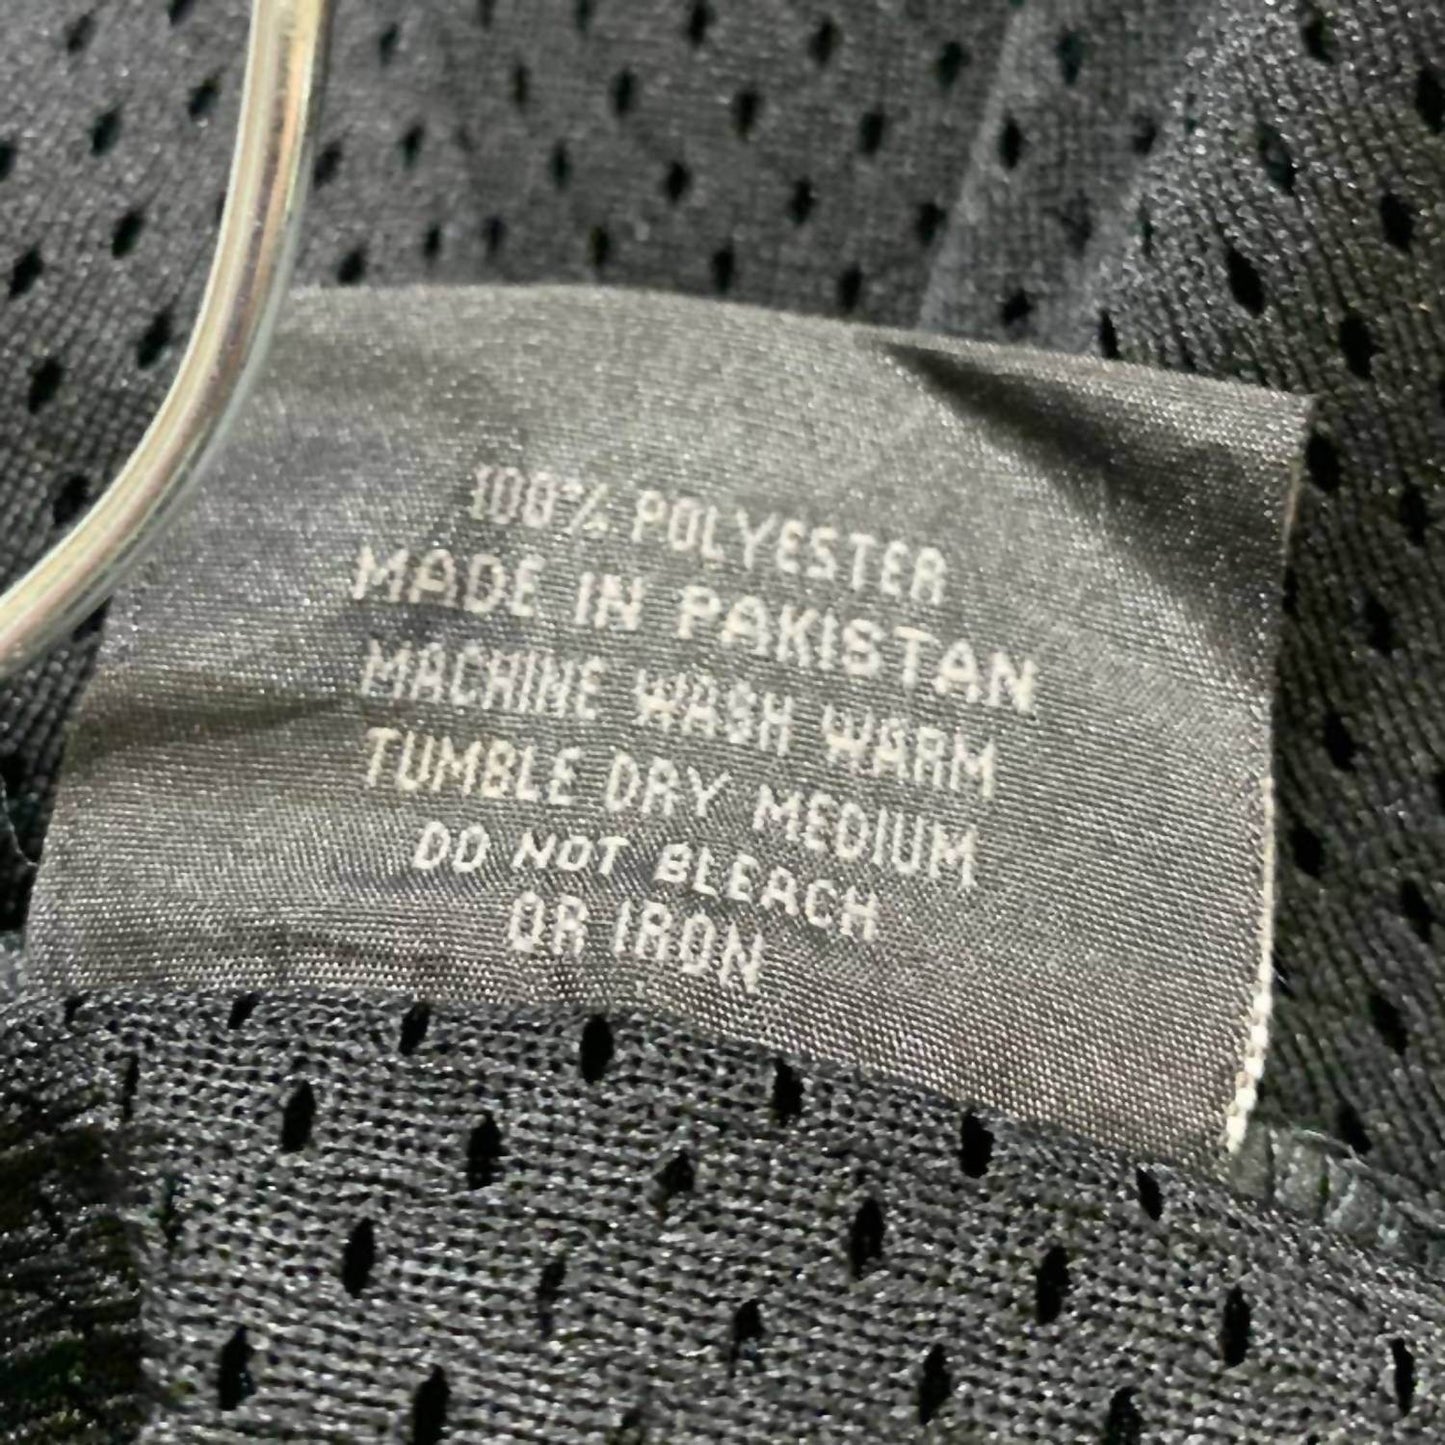 100% POLYESTER
MADE IN PAKISTAN
MACHINE WASH WARM
TUMBLE DRY MEDIUM
DO NOT BLEACH
OR IRON